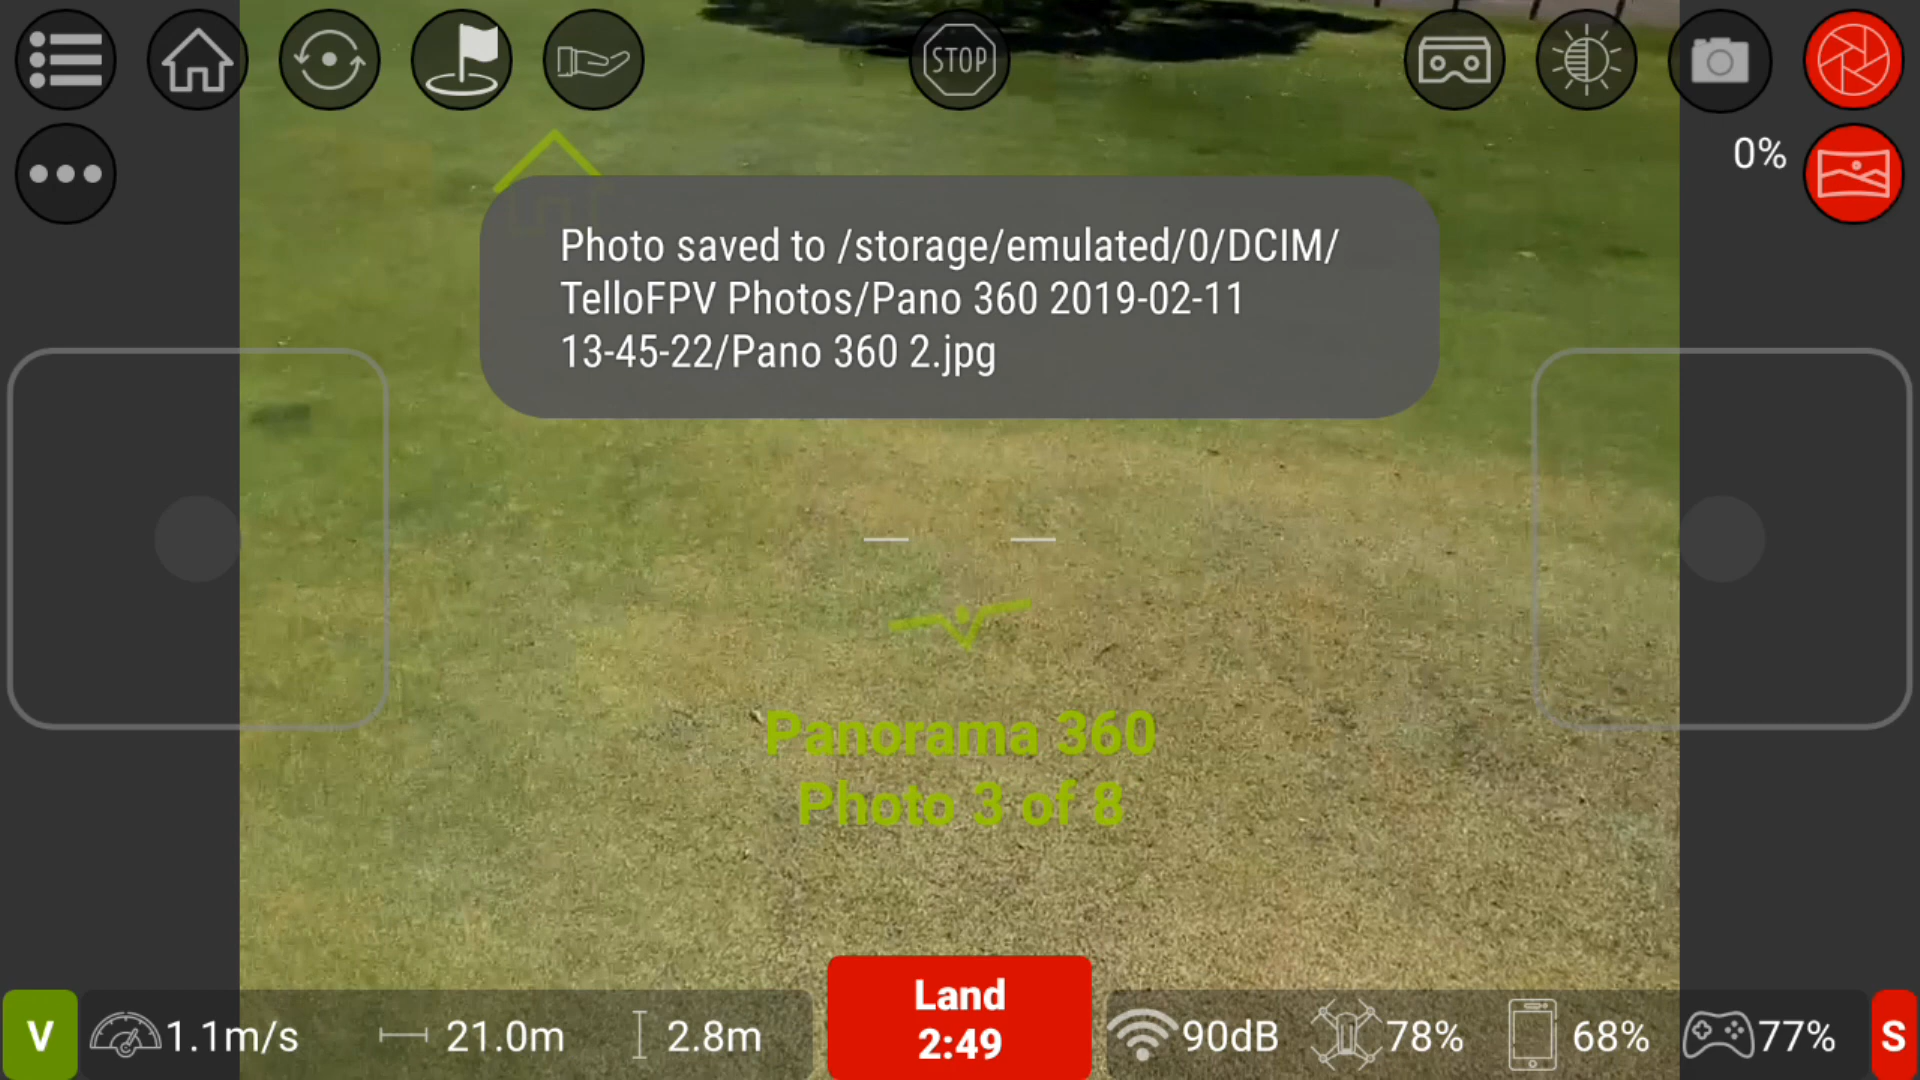 STOP
0%
Photo saved to /storage/emulated/0/DCIM/
TelloFPV Photos/Pano 360 2019-02-11
13-45-22/Pano 360 2.jpg
Panorama 360
Photo 3 of 8
V
1.1m/s
21.0m
2.8m
Land
2:49
90dB
78%
68%
77%
S